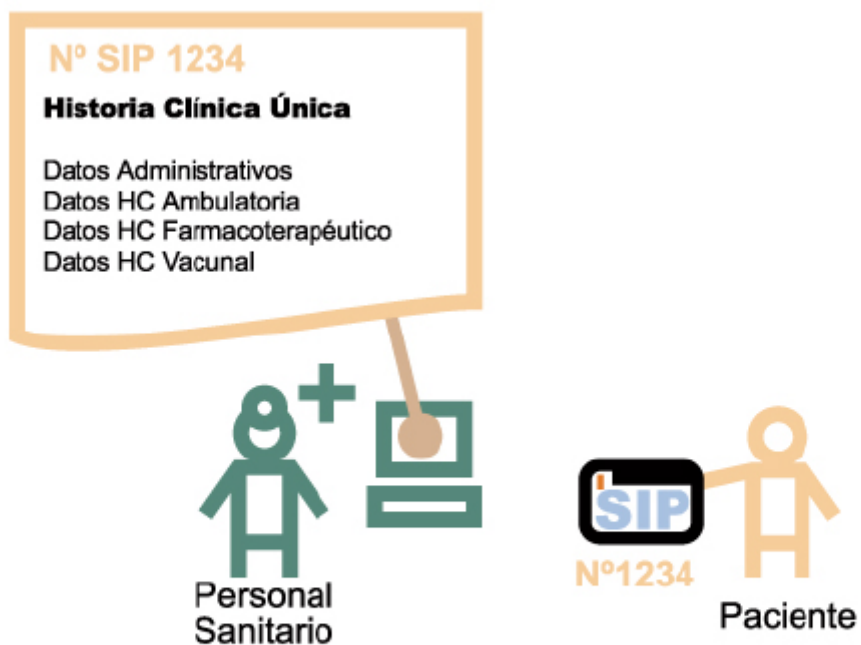 Nº SIP 1234
Historia Clínica Única
Datos Administrativos
Datos HC Ambulatoria
Datos HC Farmacoterapéutico
Datos HC Vacunal
SIP
Nº1234
Personal
Sanitario
Paciente